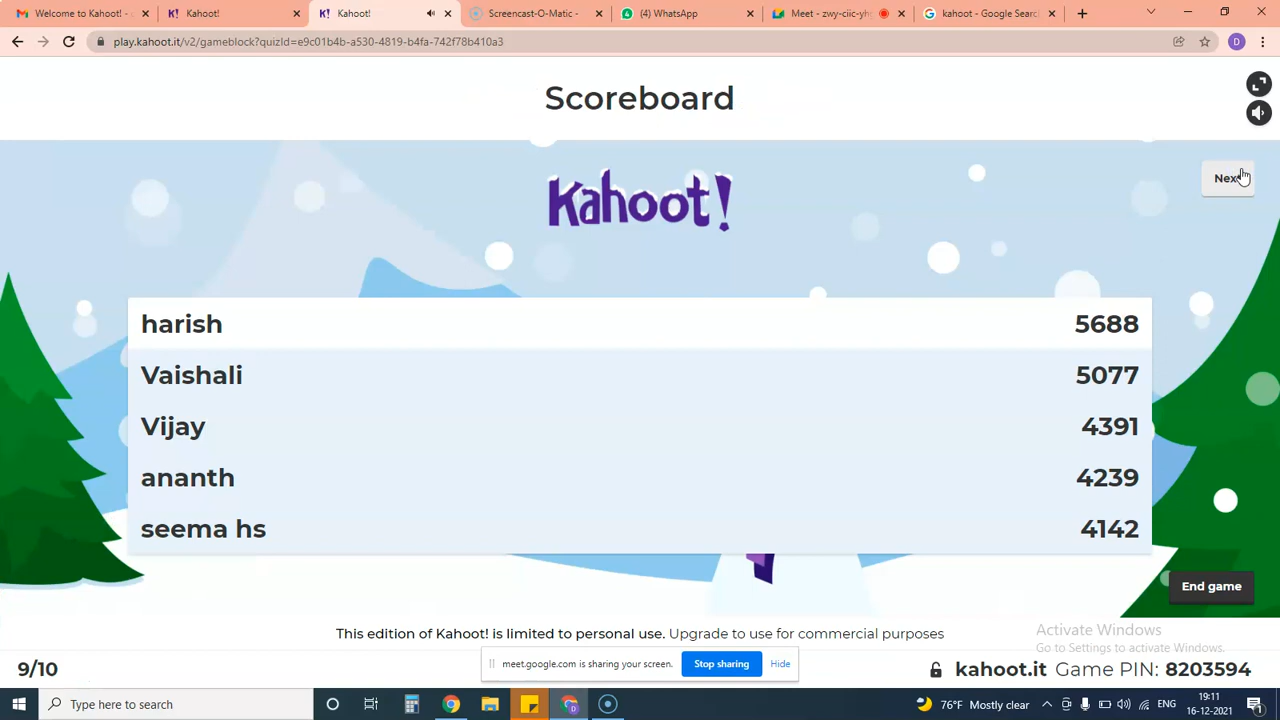 Welcome to Kahoot! -
Kahoot!
Kahoot!
Screencast-O-Matic -
(4) WhatsApp
Meet - zwy-ciic-yh
kahoot - Google Searc
play.kahoot.it/v2/gameblock?quizId=e9c01b4b-a530-4819-b4fa-742f78b410a3
D
Scoreboard
Kahoot!
Next
harish 5688
Vaishali 5077
Vijay 4391
ananth 4239
seema hs 4142
End game
This edition of Kahoot! is limited to personal use. Upgrade to use for commercial purposes
Activate Windows
Go to Settings to activate Windows.
9/10
meet.google.com is sharing your screen. Stop sharing Hide
kahoot.it Game PIN: 8203594
Type here to search
76°F Mostly clear
ENG
19:11
16-12-2021
1